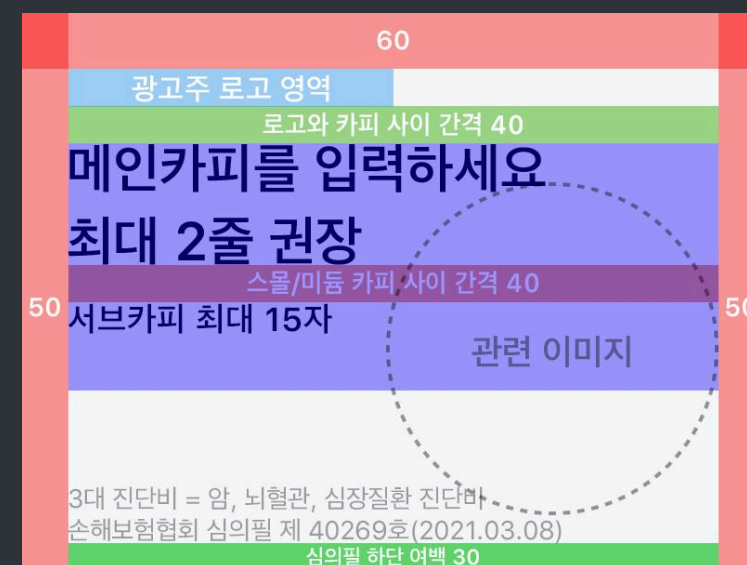 60
광고주 로고 영역
로고와 카피 사이 간격 40
메인카피를 입력하세요
최대 2줄 권장
스몰/미듐 카피 사이 간격 40
50
50
서브카피 최대 15자
관련 이미지
3대 진단비 = 암, 뇌혈관, 심장질환 진단비
손해보험협회 심의필 제 40269호(2021.03.08)
심의필 하단 여백 30